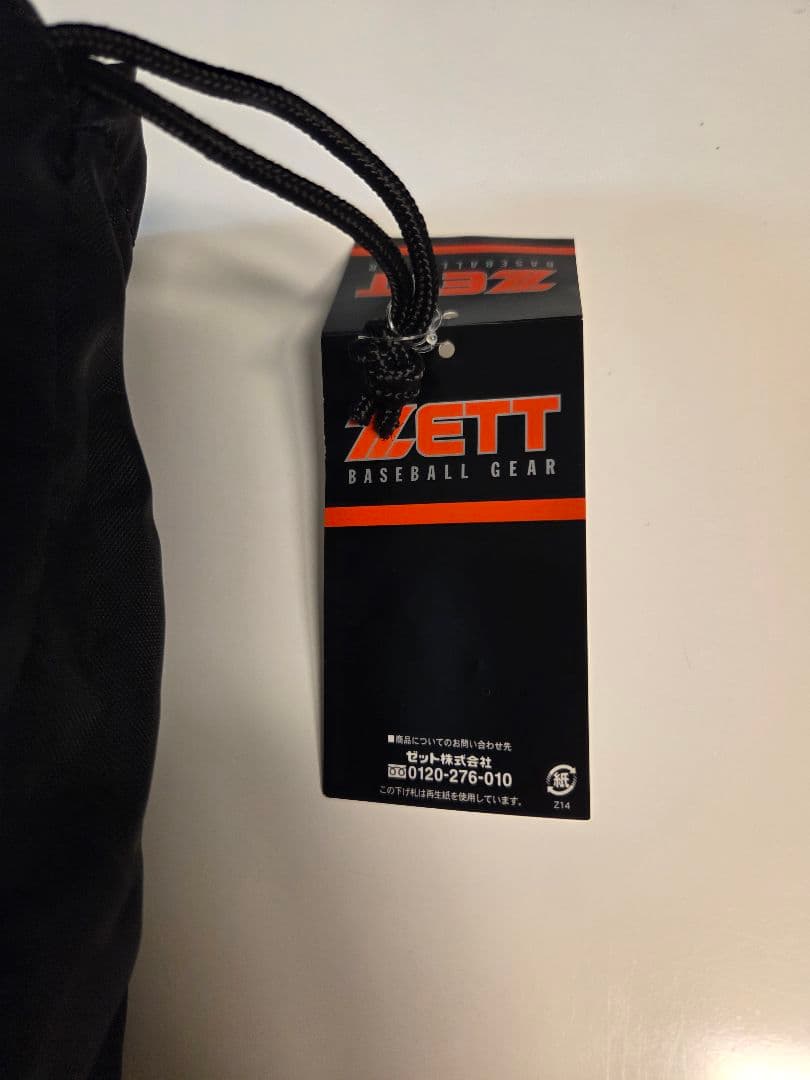 ZETT
BASEBALL
ZETT
BASEBALL GEAR
■商品についてのお問い合わせ先
ゼット株式会社
0120-276-010
この下げ札は再生紙を使用しています。
紙
Z14